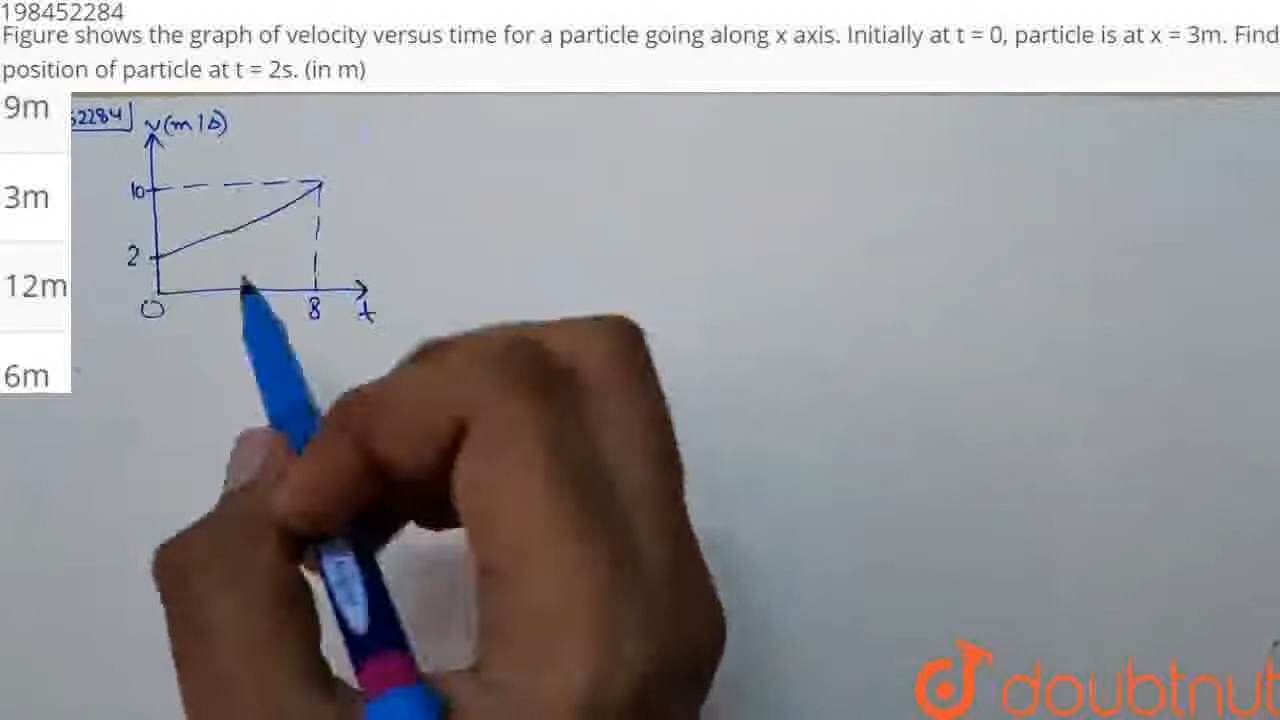 198452284
Figure shows the graph of velocity versus time for a particle going along x axis. Initially at t = 0, particle is at x = 3m. Find
position of particle at t = 2s. (in m)
9m
52284
v(m/s)
10
3m
2
12m
0
8
t
6m
doubtnut